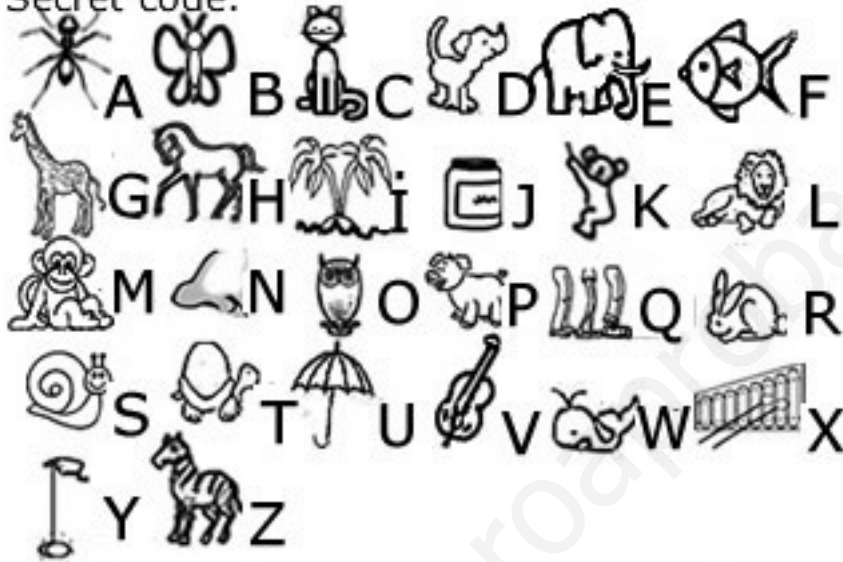 Secret code:
A B C D E F
G H İ J K L
M N O P Q R
S T U V W X
Y Z